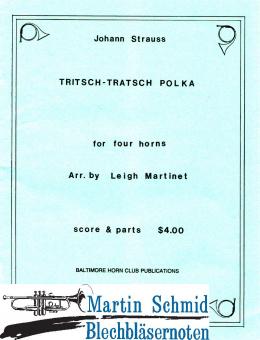 Johann Strauss
TRITSCH-TRATSCH POLKA
for four horns
Arr. by Leigh Martinet
score & parts $4.00
BALTIMORE HORN CLUB PUBLICATIONS
Martin Schmid
Blechbläsernoten